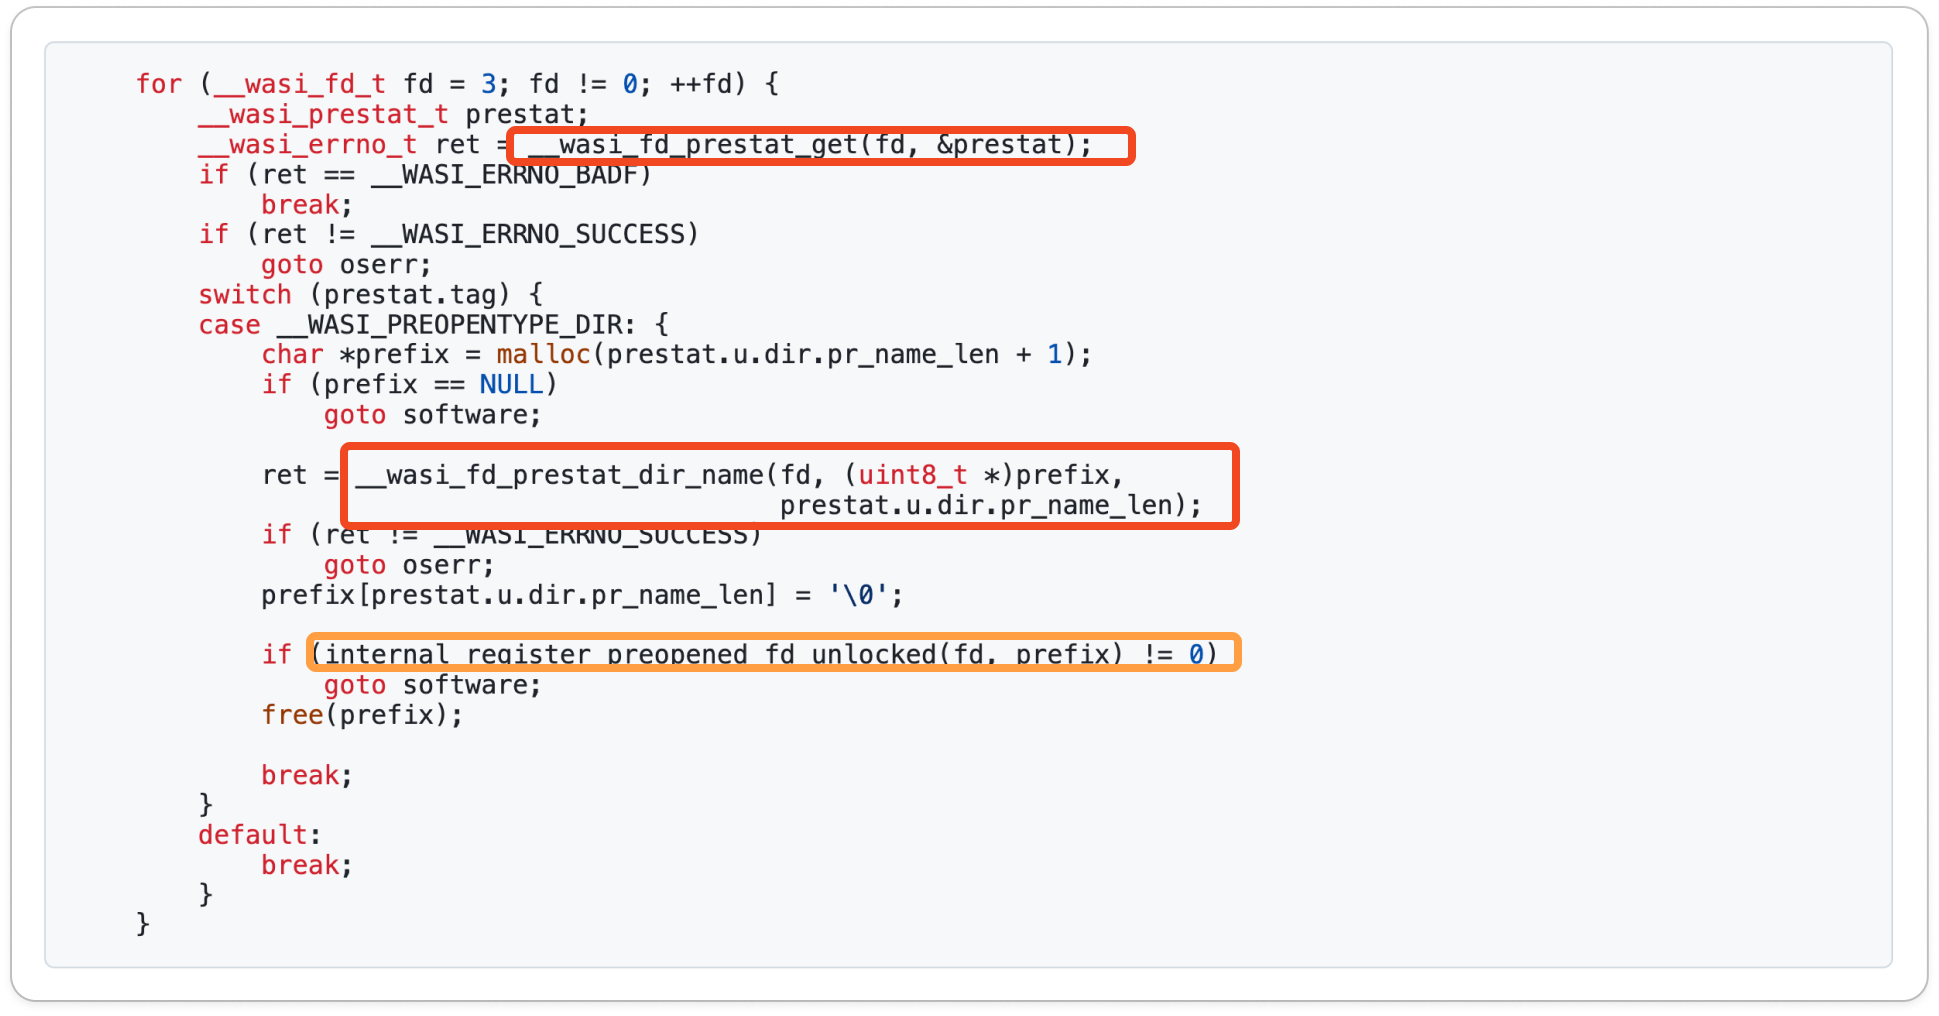 for (__wasi_fd_t fd = 3; fd != 0; ++fd) {
    __wasi_prestat_t prestat;
    __wasi_errno_t ret = __wasi_fd_prestat_get(fd, &prestat);
    if (ret == __WASI_ERRNO_BADF)
        break;
    if (ret != __WASI_ERRNO_SUCCESS)
        goto oserr;
    switch (prestat.tag) {
    case __WASI_PREOPENTYPE_DIR: {
        char *prefix = malloc(prestat.u.dir.pr_name_len + 1);
        if (prefix == NULL)
            goto software;

        ret = __wasi_fd_prestat_dir_name(fd, (uint8_t *)prefix,
                                         prestat.u.dir.pr_name_len);
        if (ret != __WASI_ERRNO_SUCCESS)
            goto oserr;
        prefix[prestat.u.dir.pr_name_len] = '\0';

        if (internal_register_preopened_fd_unlocked(fd, prefix) != 0)
            goto software;
        free(prefix);

        break;
    }
    default:
        break;
    }
}